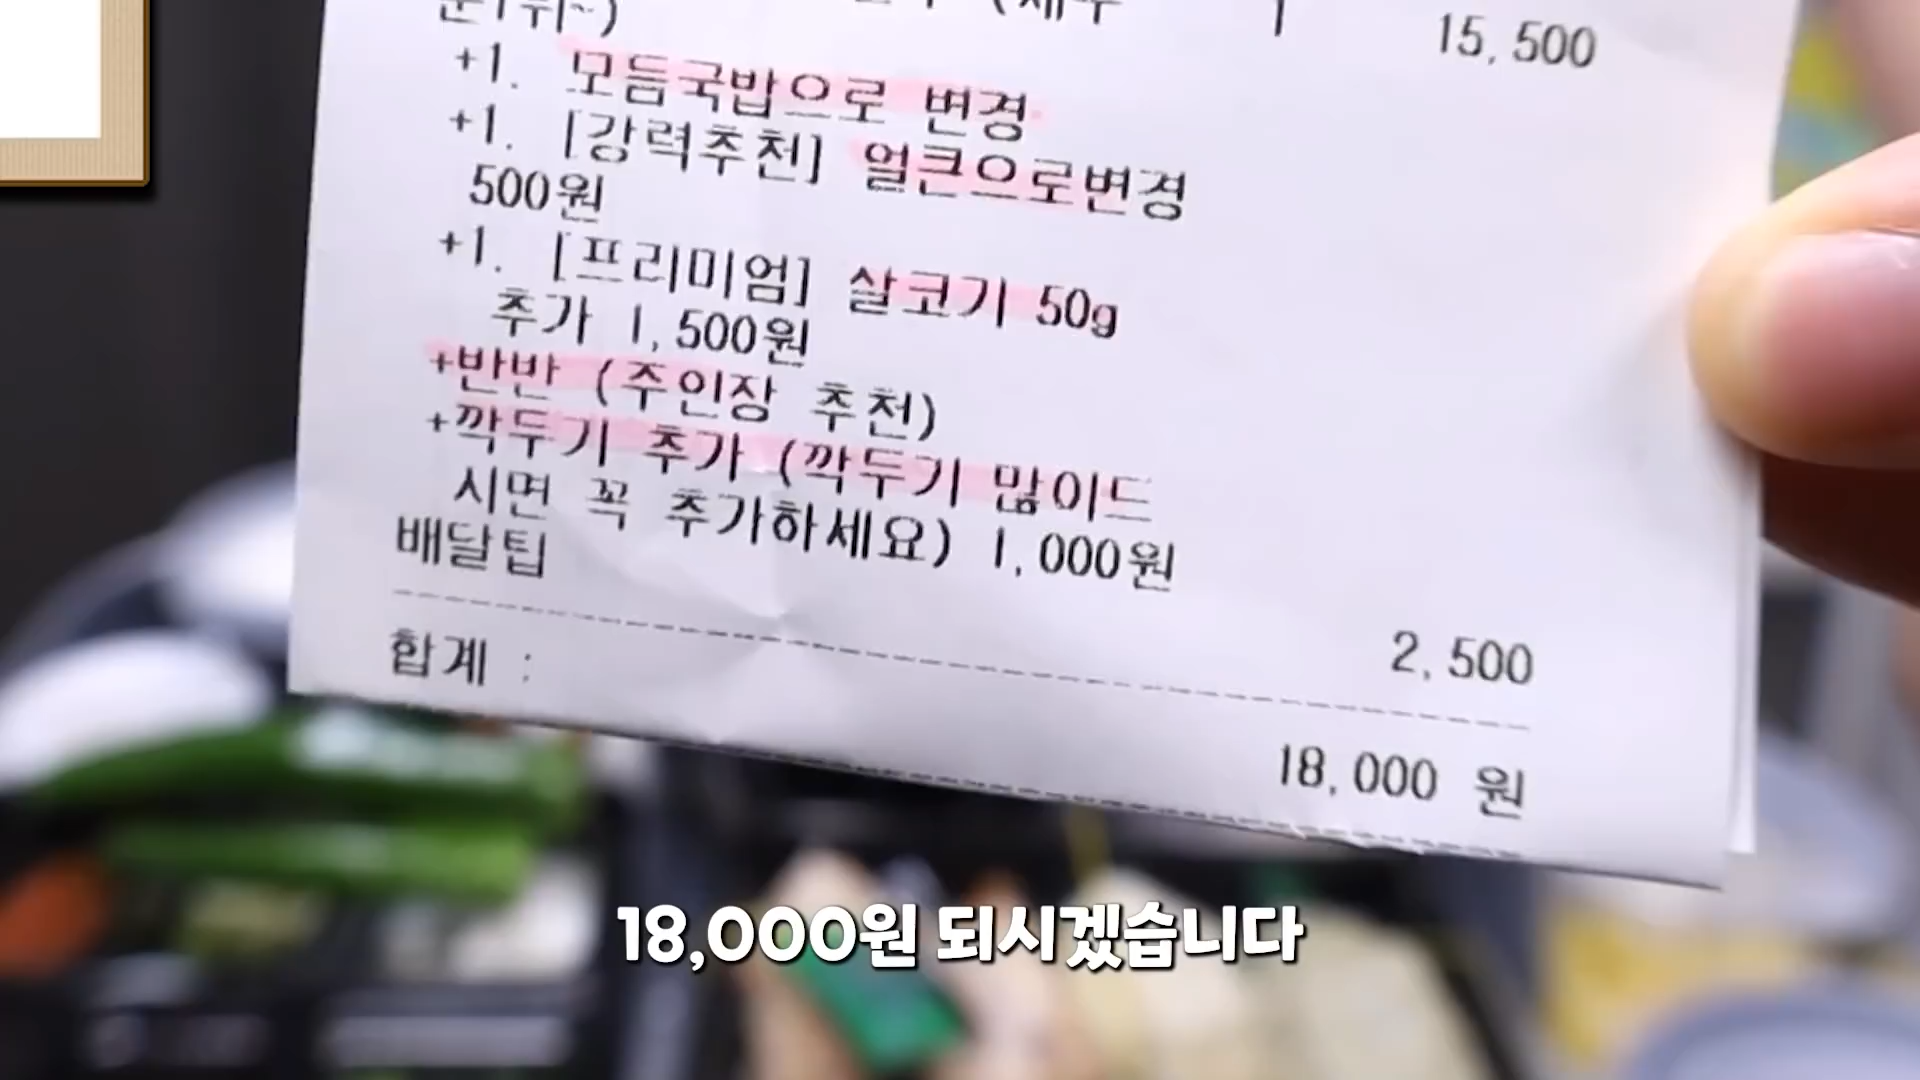 1 15,500
+1. 모듬국밥으로 변경
+1. [강력추천] 얼큰으로변경
500원
+1. [프리미엄] 살코기 50g
추가 1,500원
+반반 (주인장 추천)
+깍두기 추가 (깍두기 많이드
시면 꼭 추가하세요) 1,000원
배달팁 2,500
합계 : 18,000 원
18,000원 되시겠습니다